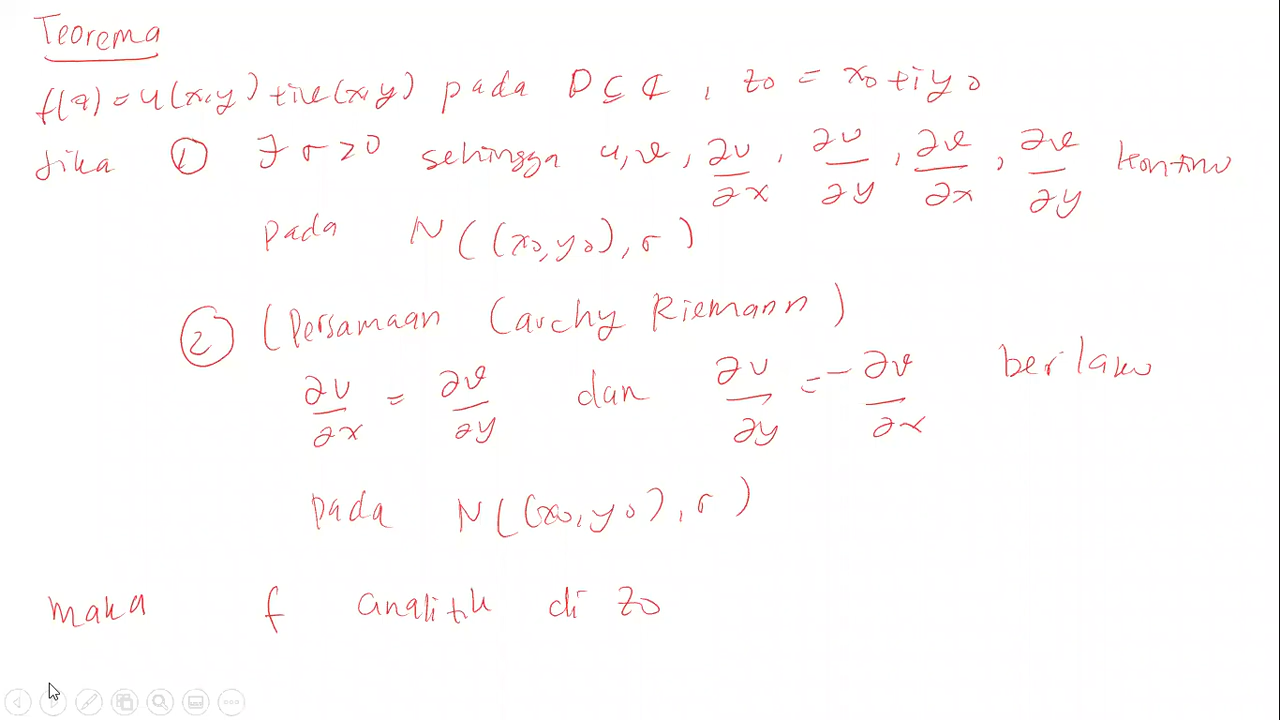 Teorema
f(z) = u(x,y) + iv(x,y) pada D ⊆ ℂ , z₀ = x₀ + iy₀
Jika ① ∃ r > 0 sehingga u, v, ∂u/∂x , ∂u/∂y , ∂v/∂x , ∂v/∂y kontinu
pada N((x₀,y₀), r)
② (Persamaan Cauchy Riemann)
∂u/∂x = ∂v/∂y dan ∂u/∂y = -∂v/∂x berlaku
pada N((x₀,y₀), r)
maka f analitik di z₀